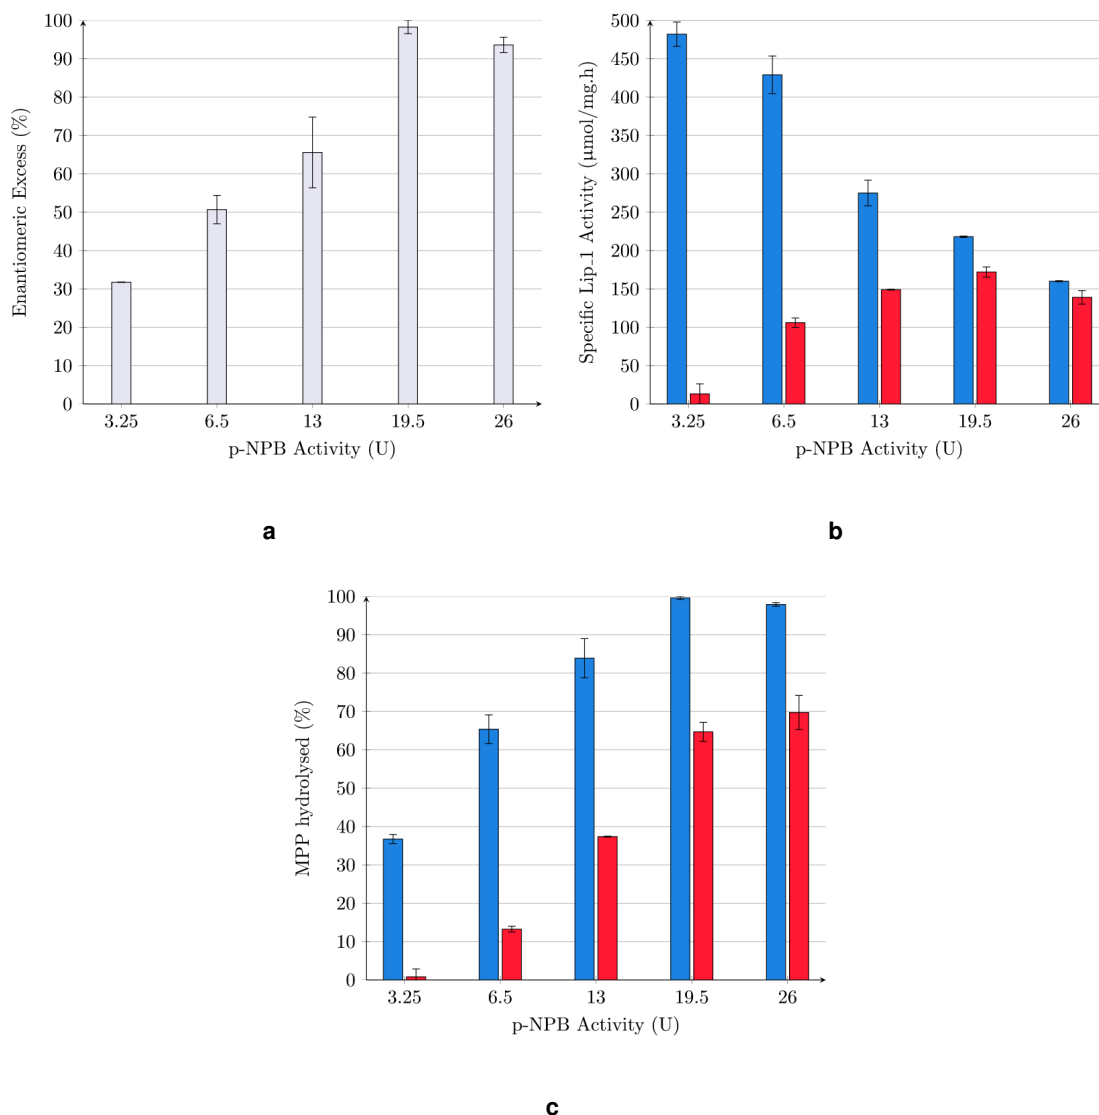 Enantiomeric Excess (%)
100
90
80
70
60
50
40
30
20
10
0
3.25 6.5 13 19.5 26
p-NPB Activity (U)
a
Specific Lip_1 Activity (µmol/mg.h)
500
450
400
350
300
250
200
150
100
50
0
3.25 6.5 13 19.5 26
p-NPB Activity (U)
b
MPP hydrolysed (%)
100
90
80
70
60
50
40
30
20
10
0
3.25 6.5 13 19.5 26
p-NPB Activity (U)
c